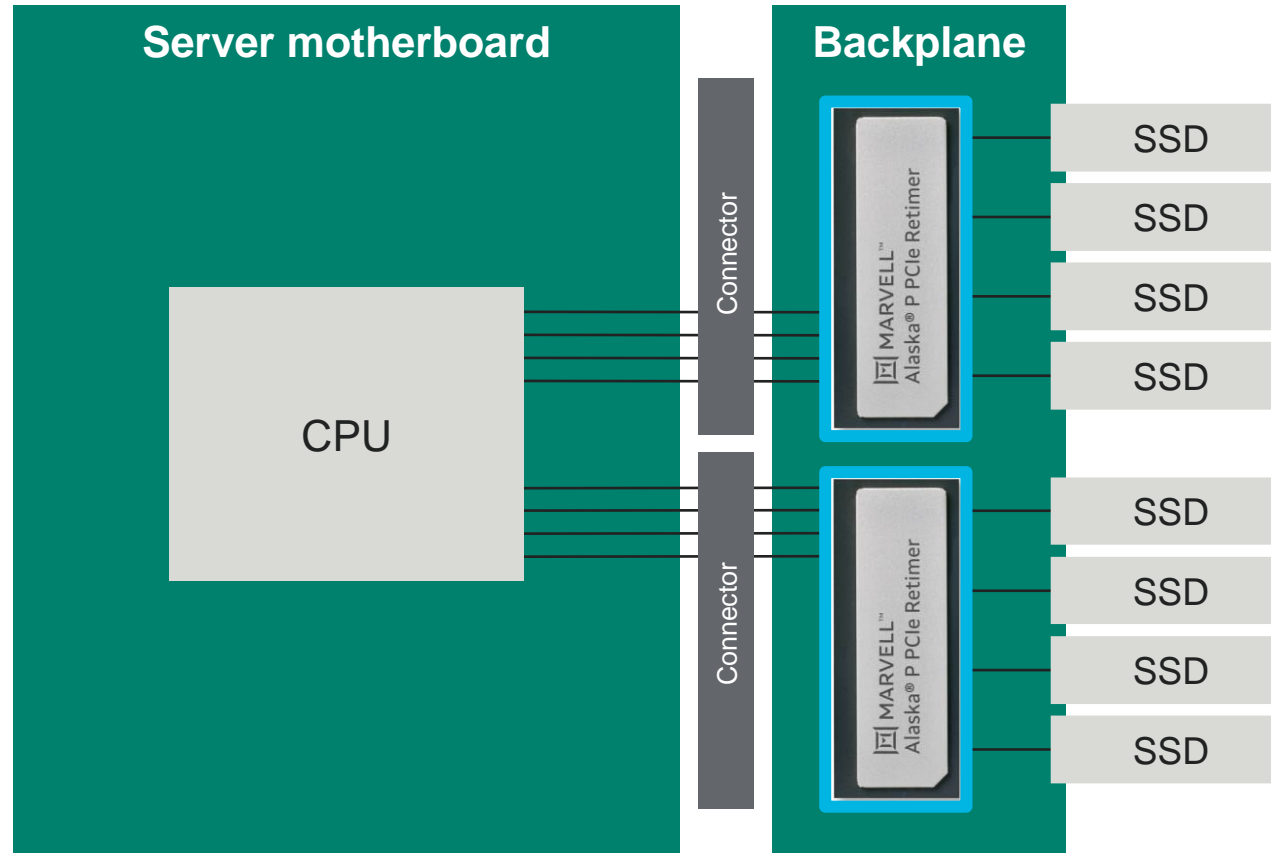 Server motherboard
Backplane
CPU
Connector
MARVELL™
Alaska® P PCIe Retimer
SSD
SSD
SSD
SSD
Connector
MARVELL™
Alaska® P PCIe Retimer
SSD
SSD
SSD
SSD